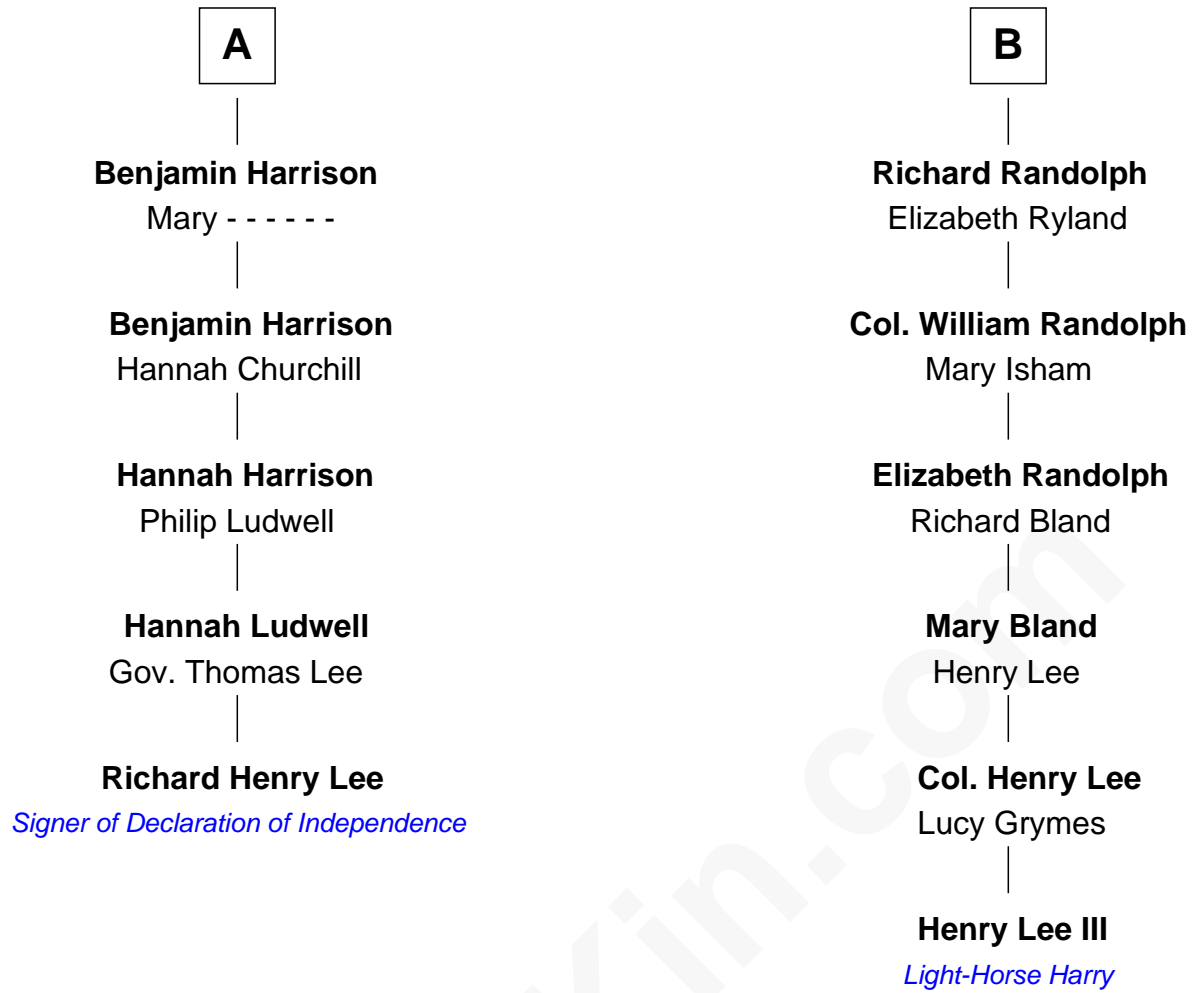 A
Benjamin Harrison
Mary - - - - - -
Benjamin Harrison
Hannah Churchill
Hannah Harrison
Philip Ludwell
Hannah Ludwell
Gov. Thomas Lee
Richard Henry Lee
Signer of Declaration of Independence
B
Richard Randolph
Elizabeth Ryland
Col. William Randolph
Mary Isham
Elizabeth Randolph
Richard Bland
Mary Bland
Henry Lee
Col. Henry Lee
Lucy Grymes
Henry Lee III
Light-Horse Harry
Kin.com